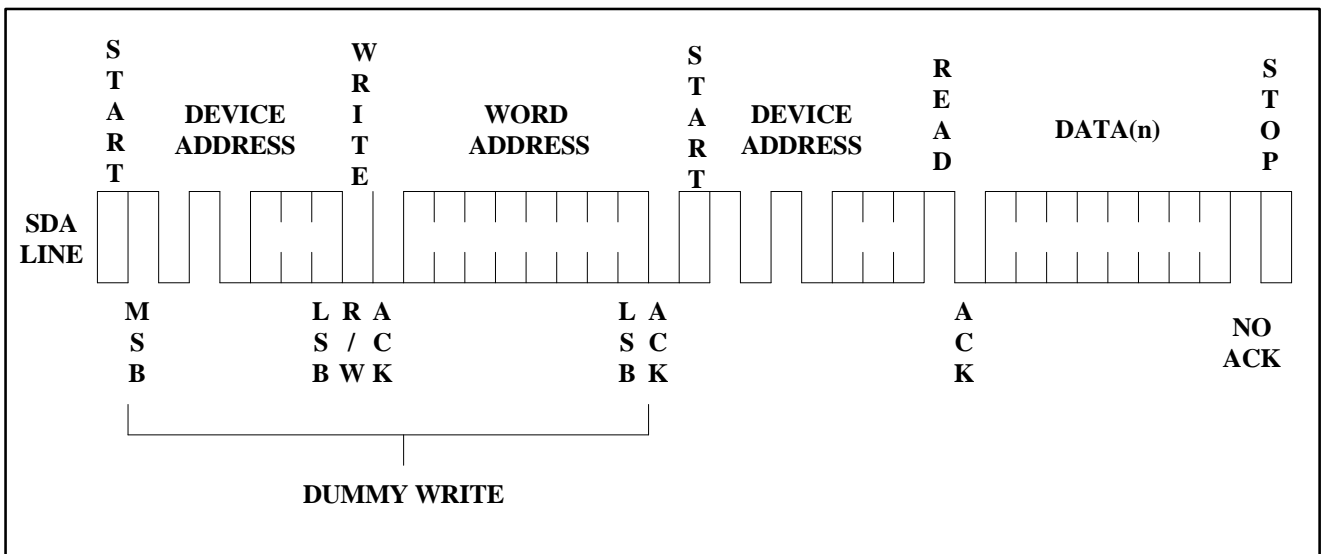 START
WRITE
START
READ
STOP
DEVICE
ADDRESS
WORD
ADDRESS
DEVICE
ADDRESS
DATA(n)
SDA
LINE
MSB
LSB
R/W
ACK
LSB
ACK
ACK
NO
ACK
DUMMY WRITE